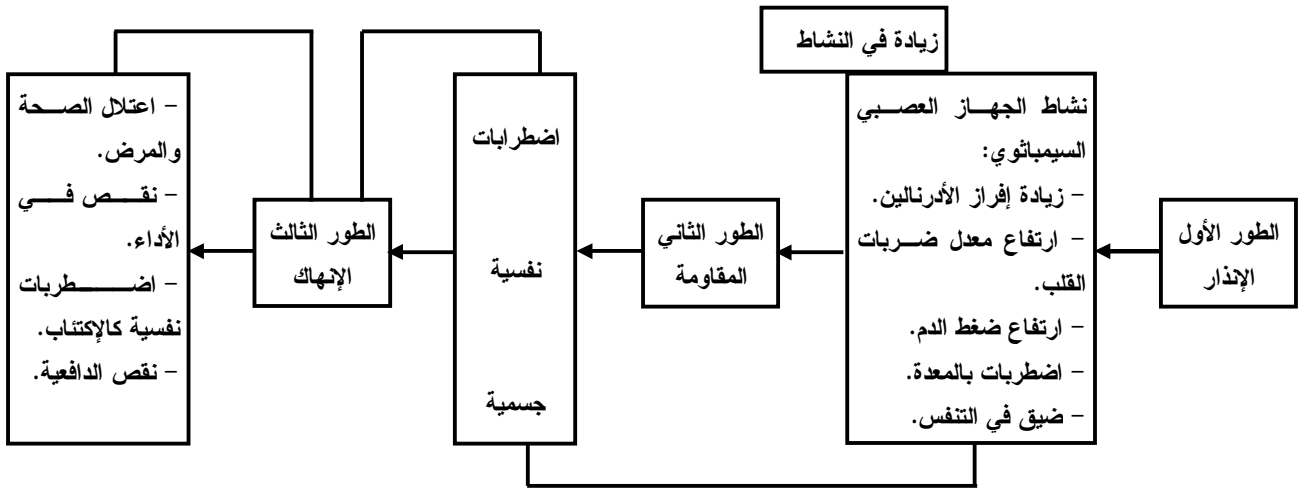 زيادة في النشاط
الطور الأول
الإنذار
نشاط الجهاز العصبي
السيمباثوي:
- زيادة إفراز الأدرنالين.
- ارتفاع معدل ضربات
القلب.
- ارتفاع ضغط الدم.
- اضطربات بالمعدة.
- ضيق في التنفس.
الطور الثاني
المقاومة
اضطرابات
نفسية
جسمية
الطور الثالث
الإنهاك
- اعتلال الصحة
والمرض.
- نقص في
الأداء.
- اضطربات
نفسية كالإكتئاب.
- نقص الدافعية.